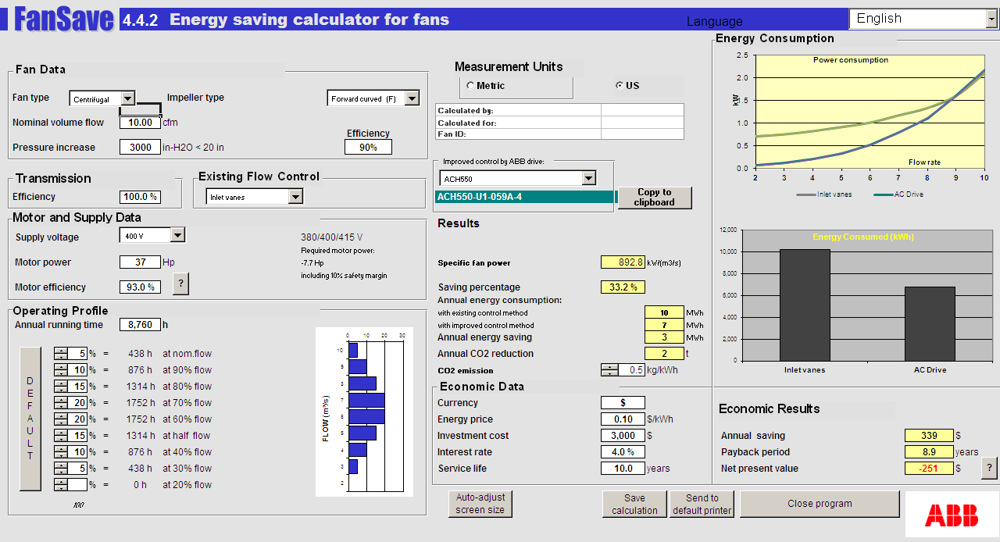 FanSave 4.4.2 Energy saving calculator for fans
Language English
Fan Data
Fan type Centrifugal Impeller type Forward curved (F)
Nominal volume flow 10.00 cfm
Pressure increase 3000 in-H2O < 20 in
Efficiency
90%
Transmission
Efficiency 100.0 %
Existing Flow Control
Inlet vanes
Motor and Supply Data
Supply voltage 400 V 380/400/415 V
Required motor power:
Motor power 37 Hp -7.7 Hp
including 10% safety margin
Motor efficiency 93.0 % ?
Operating Profile
Annual running time 8,760 h
DEFAULT
5 % = 438 h at nom.flow
10 % = 876 h at 90% flow
15 % = 1314 h at 80% flow
20 % = 1752 h at 70% flow
20 % = 1752 h at 60% flow
15 % = 1314 h at half flow
10 % = 876 h at 40% flow
5 % = 438 h at 30% flow
% = 0 h at 20% flow
100
0 10 20 30
10
9
8
7
6
5
4
3
2
FLOW (m³/s)
Measurement Units
Metric US
Calculated by:
Calculated for:
Fan ID:
Improved control by ABB drive:
ACH550
ACH550-U1-059A-4
Copy to
clipboard
Results
Specific fan power 892.8 kW/(m3/s)
Saving percentage 33.2 %
Annual energy consumption:
with existing control method 10 MWh
with improved control method 7 MWh
Annual energy saving 3 MWh
Annual CO2 reduction 2 t
CO2 emission 0.5 kg/kWh
Economic Data
Currency $
Energy price 0.10 $/kWh
Investment cost 3,000 $
Interest rate 4.0 %
Service life 10.0 years
Auto-adjust
screen size
Save
calculation
Send to
default printer
Close program
Energy Consumption
Power consumption
2.5
2.0
1.5
1.0
0.5
0.0
kW
Flow rate
2 3 4 5 6 7 8 9 10
Inlet vanes AC Drive
Energy Consumed (kWh)
12,000
10,000
8,000
6,000
4,000
2,000
0
Inlet vanes AC Drive
Economic Results
Annual saving 339 $
Payback period 8.9 years
Net present value -251 $ ?
ABB